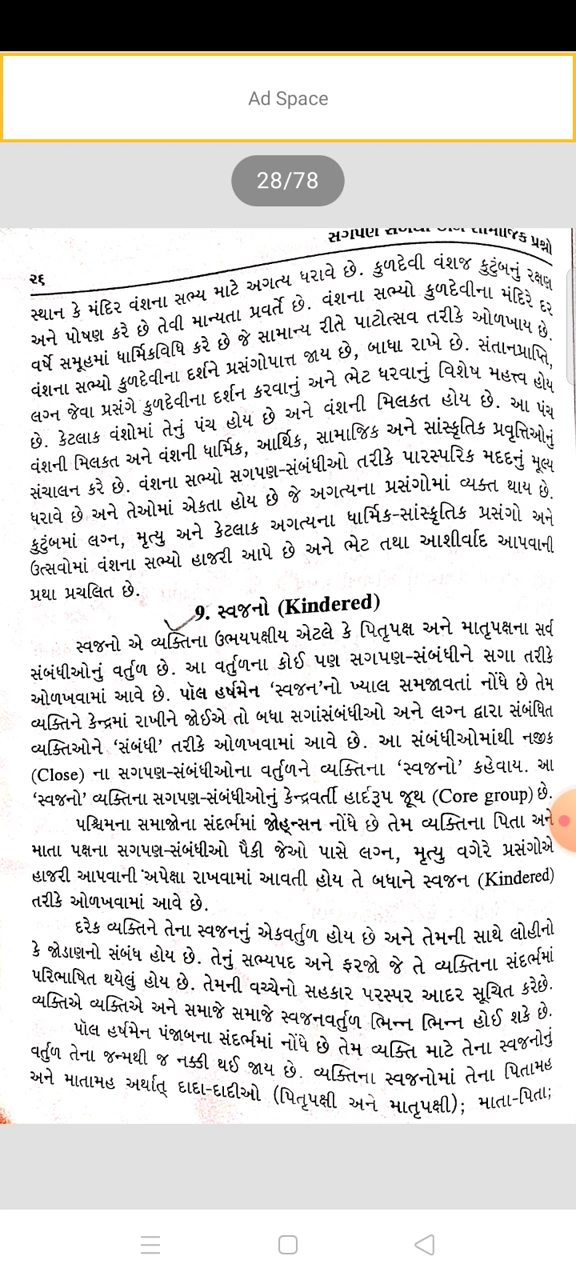 Ad Space
28/78
સગપણ સંબંધો અને સામાજિક પ્રશ્નો
૨૬
સ્થાન કે મંદિર વંશના સભ્ય માટે અગત્ય ધરાવે છે. કુળદેવી વંશજ કુટુંબનું રક્ષણ
અને પોષણ કરે છે તેવી માન્યતા પ્રવર્તે છે. વંશના સભ્યો કુળદેવીના મંદિરે દર
વર્ષે સમૂહમાં ધાર્મિકવિધિ કરે છે જે સામાન્ય રીતે પાટોત્સવ તરીકે ઓળખાય છે.
વંશના સભ્યો કુળદેવીના દર્શને પ્રસંગોપાત્ત જાય છે, બાધા રાખે છે. સંતાનપ્રાપ્તિ,
લગ્ન જેવા પ્રસંગે કુળદેવીના દર્શન કરવાનું અને ભેટ ધરવાનું વિશેષ મહત્ત્વ હોય
છે. કેટલાક વંશોમાં તેનું પંચ હોય છે અને વંશની મિલકત હોય છે. આ પંચ
વંશની મિલકત અને વંશની ધાર્મિક, આર્થિક, સામાજિક અને સાંસ્કૃતિક પ્રવૃત્તિઓનું
સંચાલન કરે છે. વંશના સભ્યો સગપણ-સંબંધીઓ તરીકે પારસ્પરિક મદદનું મૂલ્ય
ધરાવે છે અને તેઓમાં એકતા હોય છે જે અગત્યના પ્રસંગોમાં વ્યક્ત થાય છે.
કુટુંબમાં લગ્ન, મૃત્યુ અને કેટલાક અગત્યના ધાર્મિક-સાંસ્કૃતિક પ્રસંગો અને
ઉત્સવોમાં વંશના સભ્યો હાજરી આપે છે અને ભેટ તથા આશીર્વાદ આપવાની
પ્રથા પ્રચલિત છે.
9. સ્વજનો (Kindered)
સ્વજનો એ વ્યક્તિના ઉભયપક્ષીય એટલે કે પિતૃપક્ષ અને માતૃપક્ષના સર્વ
સંબંધીઓનું વર્તુળ છે. આ વર્તુળના કોઈ પણ સગપણ-સંબંધીને સગા તરીકે
ઓળખવામાં આવે છે. પૉલ હર્ષમેન 'સ્વજન'નો ખ્યાલ સમજાવતાં નોંધે છે તેમ
વ્યક્તિને કેન્દ્રમાં રાખીને જોઈએ તો બધા સગાંસંબંધીઓ અને લગ્ન દ્વારા સંબંધિત
વ્યક્તિઓને 'સંબંધી' તરીકે ઓળખવામાં આવે છે. આ સંબંધીઓમાંથી નજીક
(Close) ના સગપણ-સંબંધીઓના વર્તુળને વ્યક્તિના 'સ્વજનો' કહેવાય. આ
'સ્વજનો' વ્યક્તિના સગપણ-સંબંધીઓનું કેન્દ્રવર્તી હાર્દરૂપ જૂથ (Core group) છે.
પશ્ચિમના સમાજોના સંદર્ભમાં જોહ્ન્સન નોંધે છે તેમ વ્યક્તિના પિતા અને
માતા પક્ષના સગપણ-સંબંધીઓ પૈકી જેઓ પાસે લગ્ન, મૃત્યુ વગેરે પ્રસંગોએ
હાજરી આપવાની અપેક્ષા રાખવામાં આવતી હોય તે બધાને સ્વજન (Kindered)
તરીકે ઓળખવામાં આવે છે.
દરેક વ્યક્તિને તેના સ્વજનનું એકવર્તુળ હોય છે અને તેમની સાથે લોહીનો
કે જોડાણનો સંબંધ હોય છે. તેનું સભ્યપદ અને ફરજો જે તે વ્યક્તિના સંદર્ભમાં
પરિભાષિત થયેલું હોય છે. તેમની વચ્ચેનો સહકાર પરસ્પર આદર સૂચિત કરેછે.
વ્યક્તિએ વ્યક્તિએ અને સમાજે સમાજે સ્વજનવર્તુળ ભિન્ન ભિન્ન હોઈ શકે છે.
પૉલ હર્ષમેન પંજાબના સંદર્ભમાં નોંધે છે તેમ વ્યક્તિ માટે તેના સ્વજનોનું
વર્તુળ તેના જન્મથી જ નક્કી થઈ જાય છે. વ્યક્તિના સ્વજનોમાં તેના પિતામહ
અને માતામહ અર્થાત્ દાદા-દાદીઓ (પિતૃપક્ષી અને માતૃપક્ષી); માતા-પિતા;